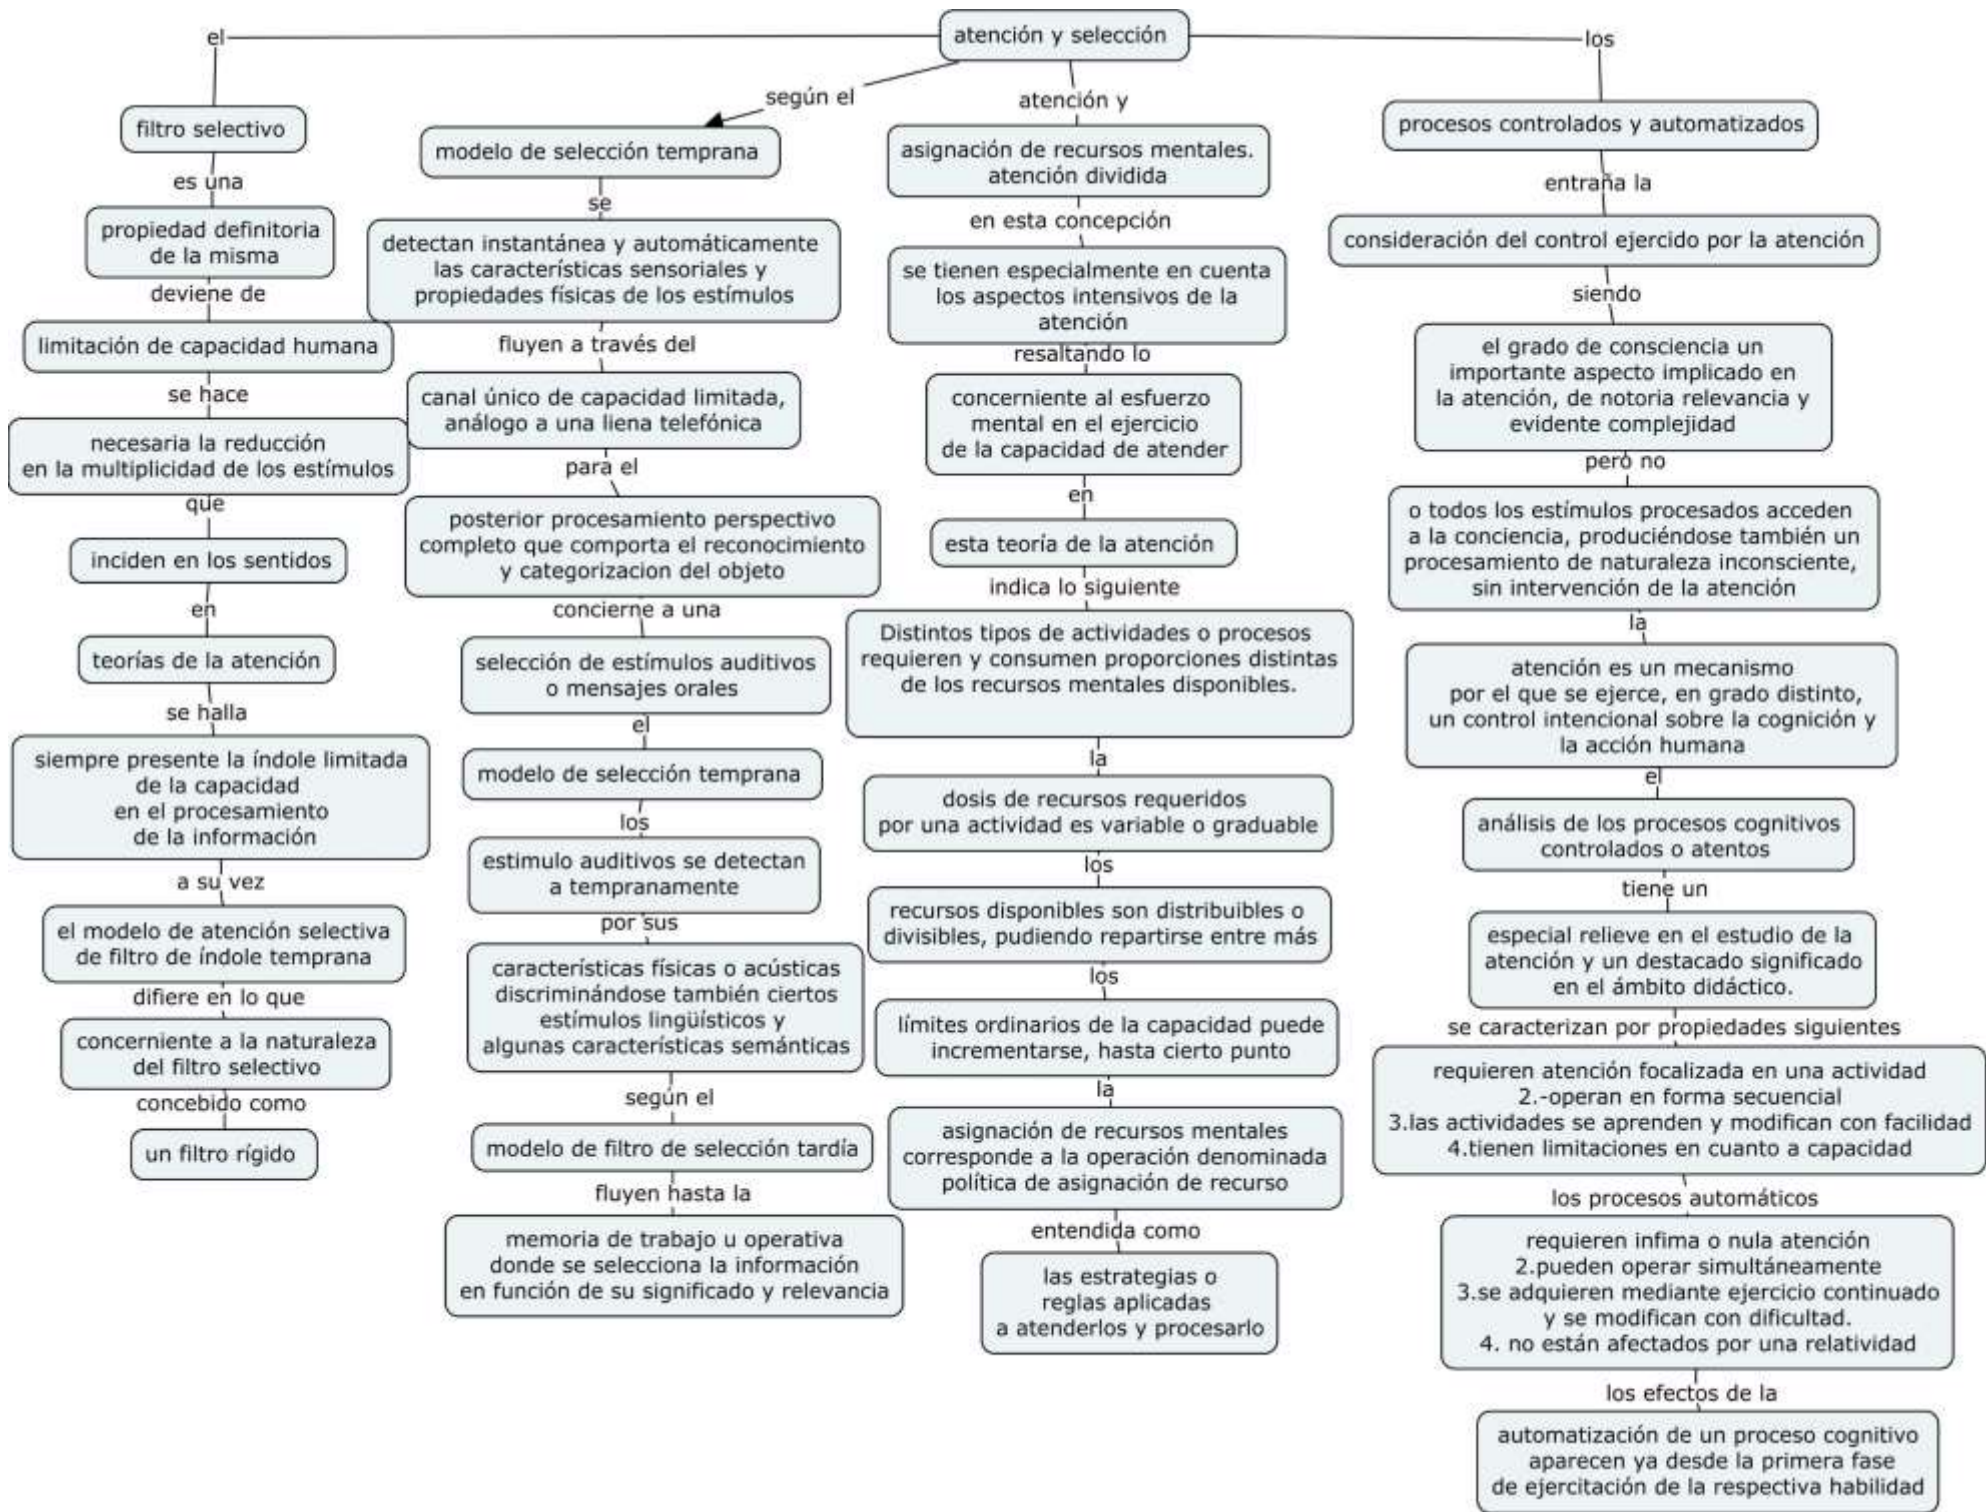 atención y selección
el
filtro selectivo
es una
propiedad definitoria
de la misma
deviene de
limitación de capacidad humana
se hace
necesaria la reducción
en la multiplicidad de los estímulos
que
inciden en los sentidos
en
teorías de la atención
se halla
siempre presente la índole limitada
de la capacidad
en el procesamiento
de la información
a su vez
el modelo de atención selectiva
de filtro de índole temprana
difiere en lo que
concerniente a la naturaleza
del filtro selectivo
concebido como
un filtro rígido
según el
modelo de selección temprana
se
detectan instantánea y automáticamente
las características sensoriales y
propiedades físicas de los estímulos
fluyen a través del
canal único de capacidad limitada,
análogo a una liena telefónica
para el
posterior procesamiento perspectivo
completo que comporta el reconocimiento
y categorizacion del objeto
concierne a una
selección de estímulos auditivos
o mensajes orales
el
modelo de selección temprana
los
estimulo auditivos se detectan
a tempranamente
por sus
características físicas o acústicas
discriminándose también ciertos
estímulos lingüísticos y
algunas características semánticas
según el
modelo de filtro de selección tardía
fluyen hasta la
memoria de trabajo u operativa
donde se selecciona la información
en función de su significado y relevancia
atención y
asignación de recursos mentales.
atención dividida
en esta concepción
se tienen especialmente en cuenta
los aspectos intensivos de la
atención
resaltando lo
concerniente al esfuerzo
mental en el ejercicio
de la capacidad de atender
en
esta teoría de la atención
indica lo siguiente
Distintos tipos de actividades o procesos
requieren y consumen proporciones distintas
de los recursos mentales disponibles.
la
dosis de recursos requeridos
por una actividad es variable o graduable
los
recursos disponibles son distribuibles o
divisibles, pudiendo repartirse entre más
los
límites ordinarios de la capacidad puede
incrementarse, hasta cierto punto
la
asignación de recursos mentales
corresponde a la operación denominada
política de asignación de recurso
entendida como
las estrategias o
reglas aplicadas
a atenderlos y procesarlo
los
procesos controlados y automatizados
entraña la
consideración del control ejercido por la atención
siendo
el grado de consciencia un
importante aspecto implicado en
la atención, de notoria relevancia y
evidente complejidad
pero no
o todos los estímulos procesados acceden
a la conciencia, produciéndose también un
procesamiento de naturaleza inconsciente,
sin intervención de la atención
la
atención es un mecanismo
por el que se ejerce, en grado distinto,
un control intencional sobre la cognición y
la acción humana
el
análisis de los procesos cognitivos
controlados o atentos
tiene un
especial relieve en el estudio de la
atención y un destacado significado
en el ámbito didáctico.
se caracterizan por propiedades siguientes
requieren atención focalizada en una actividad
2.-operan en forma secuencial
3.las actividades se aprenden y modifican con facilidad
4.tienen limitaciones en cuanto a capacidad
los procesos automáticos
requieren infima o nula atención
2.pueden operar simultáneamente
3.se adquieren mediante ejercicio continuado
y se modifican con dificultad.
4. no están afectados por una relatividad
los efectos de la
automatización de un proceso cognitivo
aparecen ya desde la primera fase
de ejercitación de la respectiva habilidad